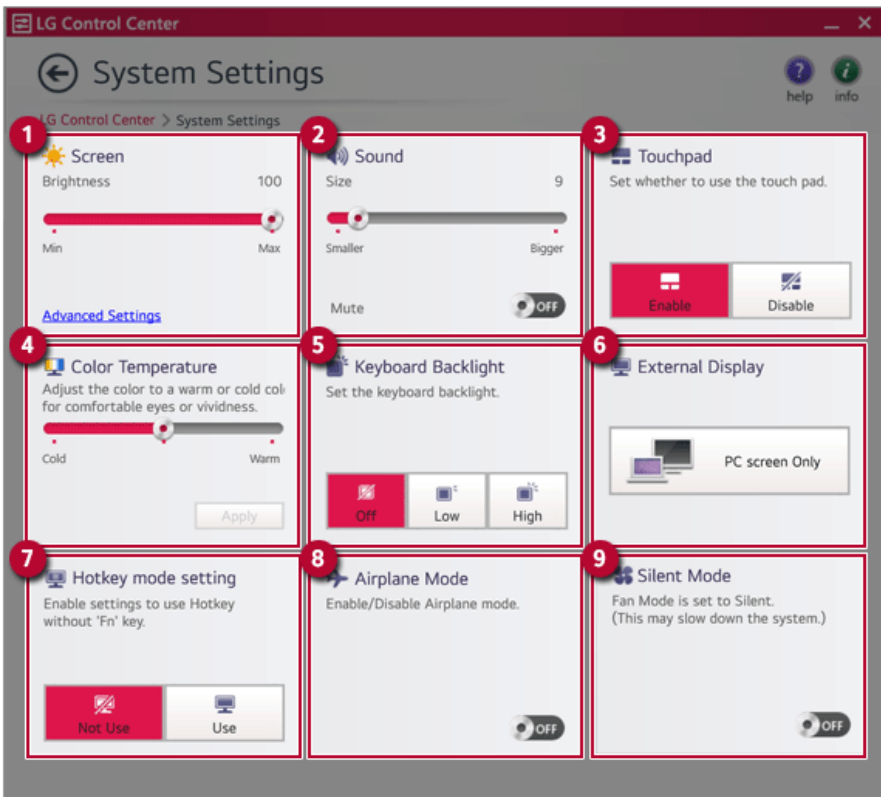 LG Control Center
System Settings
help
info
LG Control Center > System Settings
1
Screen
Brightness 100
Min Max
Advanced Settings
2
Sound
Size 9
Smaller Bigger
Mute OFF
3
Touchpad
Set whether to use the touch pad.
Enable Disable
4
Color Temperature
Adjust the color to a warm or cold col
for comfortable eyes or vividness.
Cold Warm
Apply
5
Keyboard Backlight
Set the keyboard backlight.
Off Low High
6
External Display
PC screen Only
7
Hotkey mode setting
Enable settings to use Hotkey
without 'Fn' key.
Not Use Use
8
Airplane Mode
Enable/Disable Airplane mode.
OFF
9
Silent Mode
Fan Mode is set to Silent.
(This may slow down the system.)
OFF